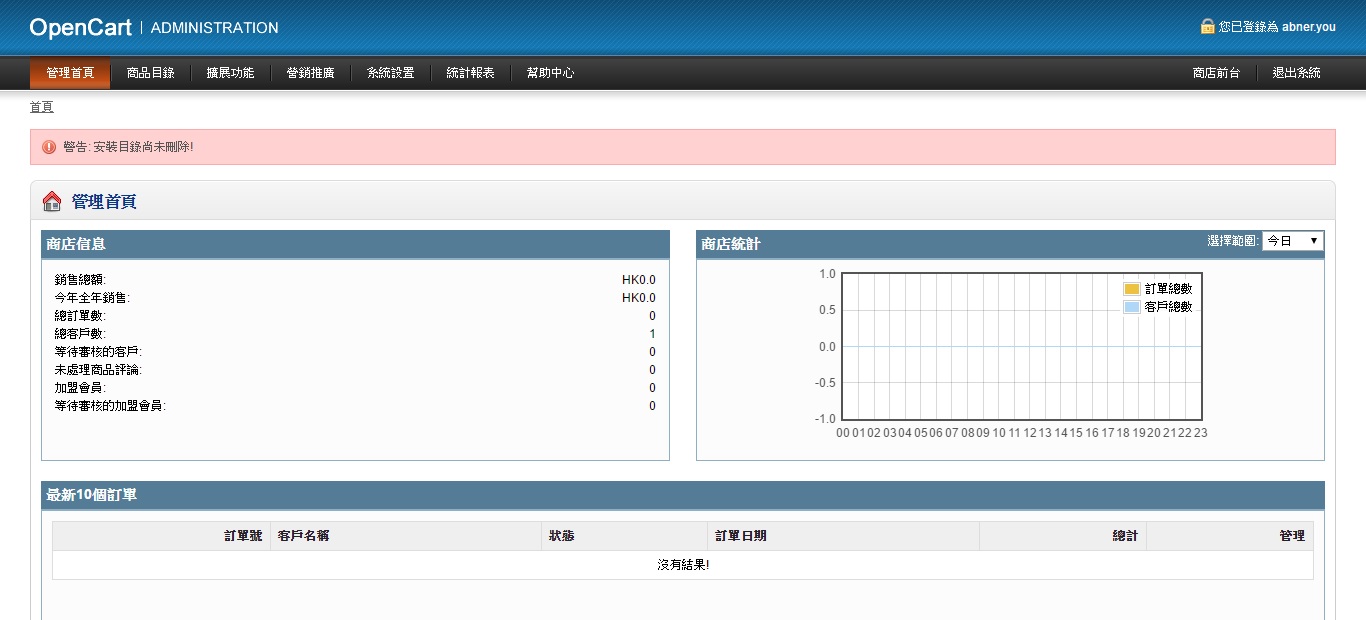 OpenCart | ADMINISTRATION
您已登錄為 abner.you
管理首頁 商品目錄 擴展功能 營銷推廣 系統設置 統計報表 幫助中心 商店前台 退出系統
首頁
警告: 安裝目錄尚未刪除!
管理首頁
商店信息
銷售總額: HK0.0
今年全年銷售: HK0.0
總訂單數: 0
總客戶數: 1
等待審核的客戶: 0
未處理商品評論: 0
加盟會員: 0
等待審核的加盟會員: 0
商店統計 選擇範圍: 今日
訂單總數
客戶總數
1.0
0.5
0.0
-0.5
-1.0
00 01 02 03 04 05 06 07 08 09 10 11 12 13 14 15 16 17 18 19 20 21 22 23
最新10個訂單
訂單號 客戶名稱 狀態 訂單日期 總計 管理
沒有結果!